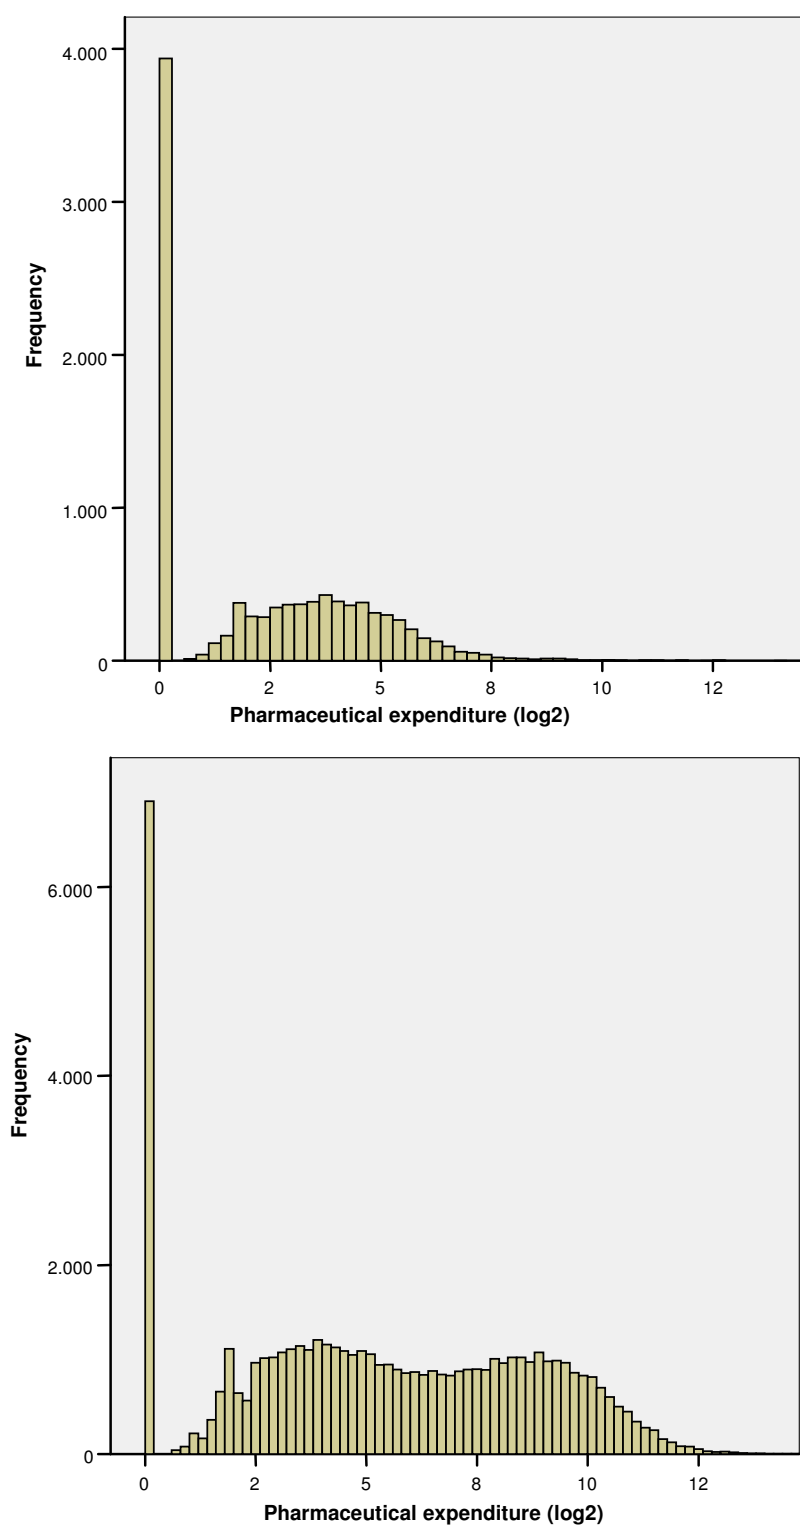 4.000
3.000
Frequency
2.000
1.000
0
0 2 5 8 10 12
Pharmaceutical expenditure (log2)
6.000
Frequency
4.000
2.000
0
0 2 5 8 10 12
Pharmaceutical expenditure (log2)